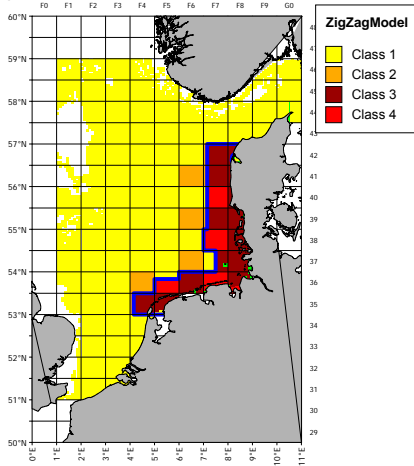 F0 F1 F2 F3 F4 F5 F6 F7 F8 F9 G0
ZigZagModel
Class 1
Class 2
Class 3
Class 4
60°N
59°N
58°N
57°N
56°N
55°N
54°N
53°N
52°N
51°N
50°N
43
42
41
40
39
38
37
36
35
34
33
32
31
30
29
0°E 1°E 2°E 3°E 4°E 5°E 6°E 7°E 8°E 9°E 10°E 11°E